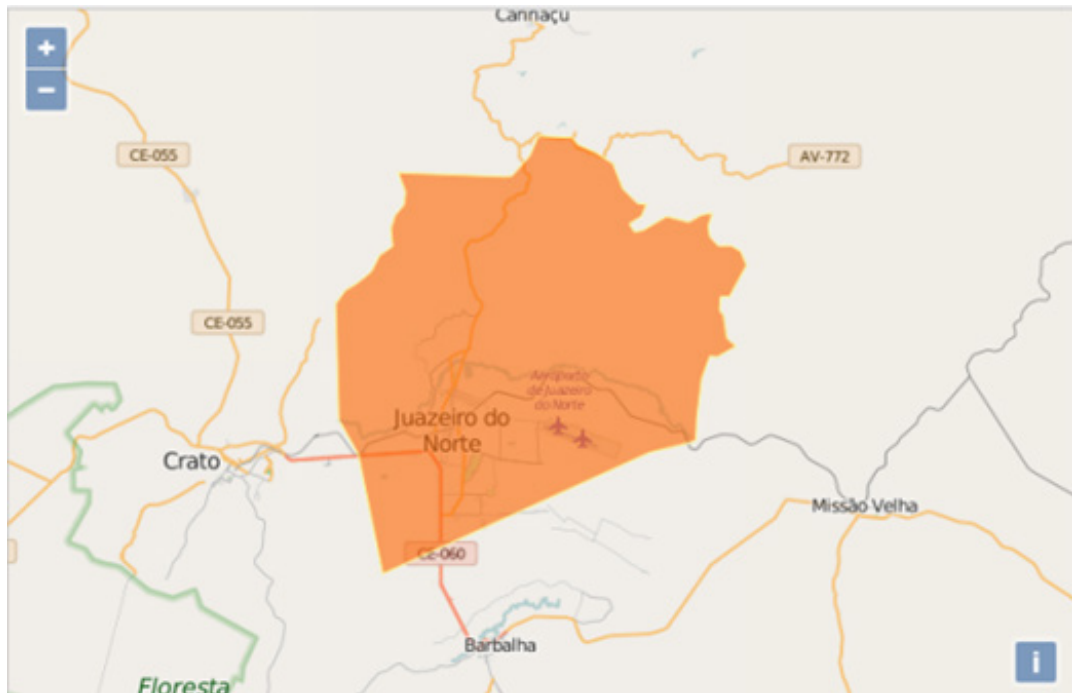 Caririaçu
+
−
CE-055
AV-772
CE-055
Aeroporto
de Juazeiro
do Norte
Juazeiro do
Norte
Crato
Missão Velha
CE-060
Barbalha
i
Floresta